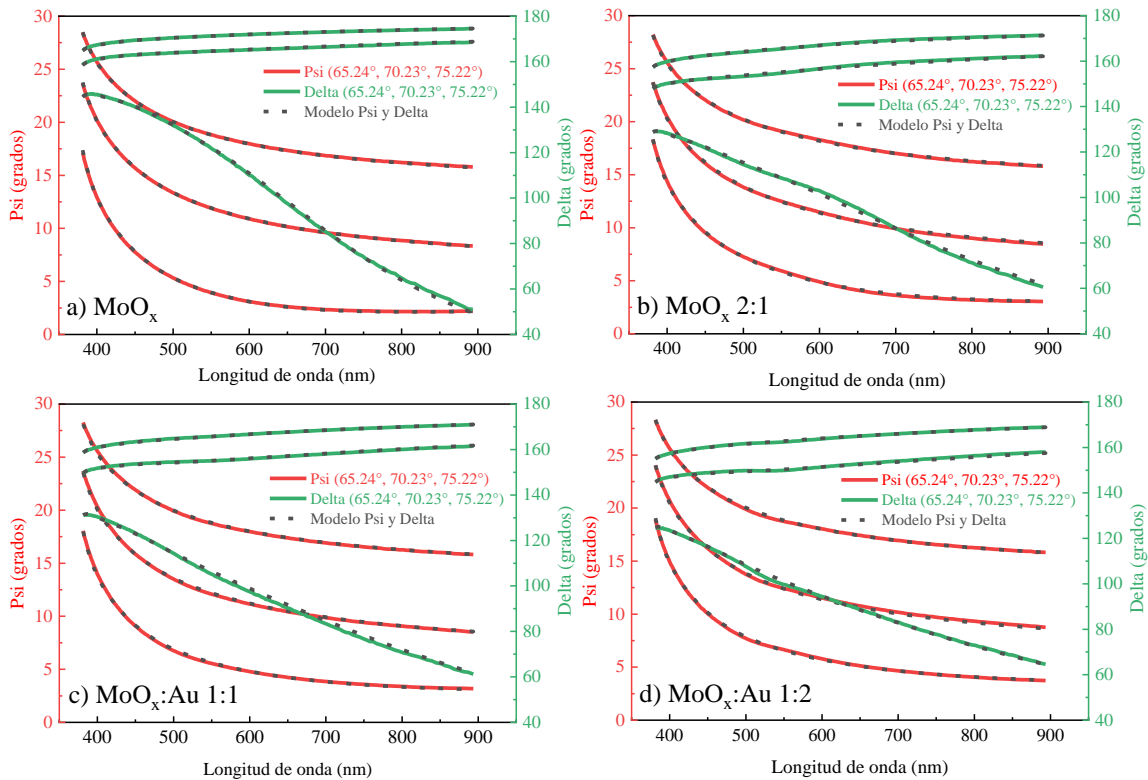 30
25
20
15
10
5
0
Psi (grados)
180
160
140
120
100
80
60
40
Delta (grados)
Psi (65.24°, 70.23°, 75.22°)
Delta (65.24°, 70.23°, 75.22°)
Modelo Psi y Delta
a) MoOx
400 500 600 700 800 900
Longitud de onda (nm)
30
25
20
15
10
5
0
Psi (grados)
180
160
140
120
100
80
60
40
Delta (grados)
Psi (65.24°, 70.23°, 75.22°)
Delta (65.24°, 70.23°, 75.22°)
Modelo Psi y Delta
b) MoOx 2:1
400 500 600 700 800 900
Longitud de onda (nm)
30
25
20
15
10
5
0
Psi (grados)
180
160
140
120
100
80
60
40
Delta (grados)
Psi (65.24°, 70.23°, 75.22°)
Delta (65.24°, 70.23°, 75.22°)
Modelo Psi y Delta
c) MoOx:Au 1:1
400 500 600 700 800 900
Longitud de onda (nm)
30
25
20
15
10
5
0
Psi (grados)
180
160
140
120
100
80
60
40
Delta (grados)
Psi (65.24°, 70.23°, 75.22°)
Delta (65.24°, 70.23°, 75.22°)
Modelo Psi y Delta
d) MoOx:Au 1:2
400 500 600 700 800 900
Longitud de onda (nm)